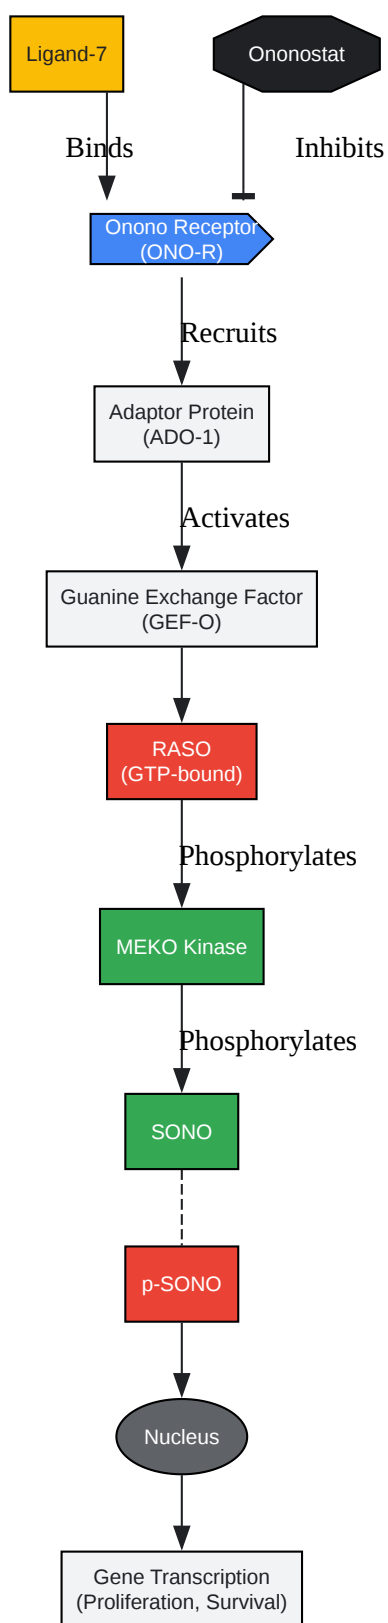 Ligand-7
Ononostat
Binds
Inhibits
Onono Receptor
(ONO-R)
Recruits
Adaptor Protein
(ADO-1)
Activates
Guanine Exchange Factor
(GEF-O)
RASO
(GTP-bound)
Phosphorylates
MEKO Kinase
Phosphorylates
SONO
p-SONO
Nucleus
Gene Transcription
(Proliferation, Survival)